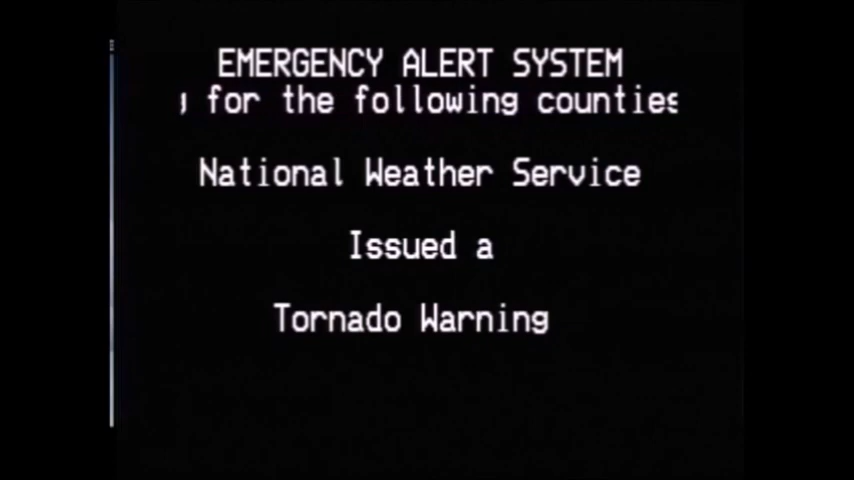 EMERGENCY ALERT SYSTEM
for the following counties
National Weather Service
Issued a
Tornado Warning